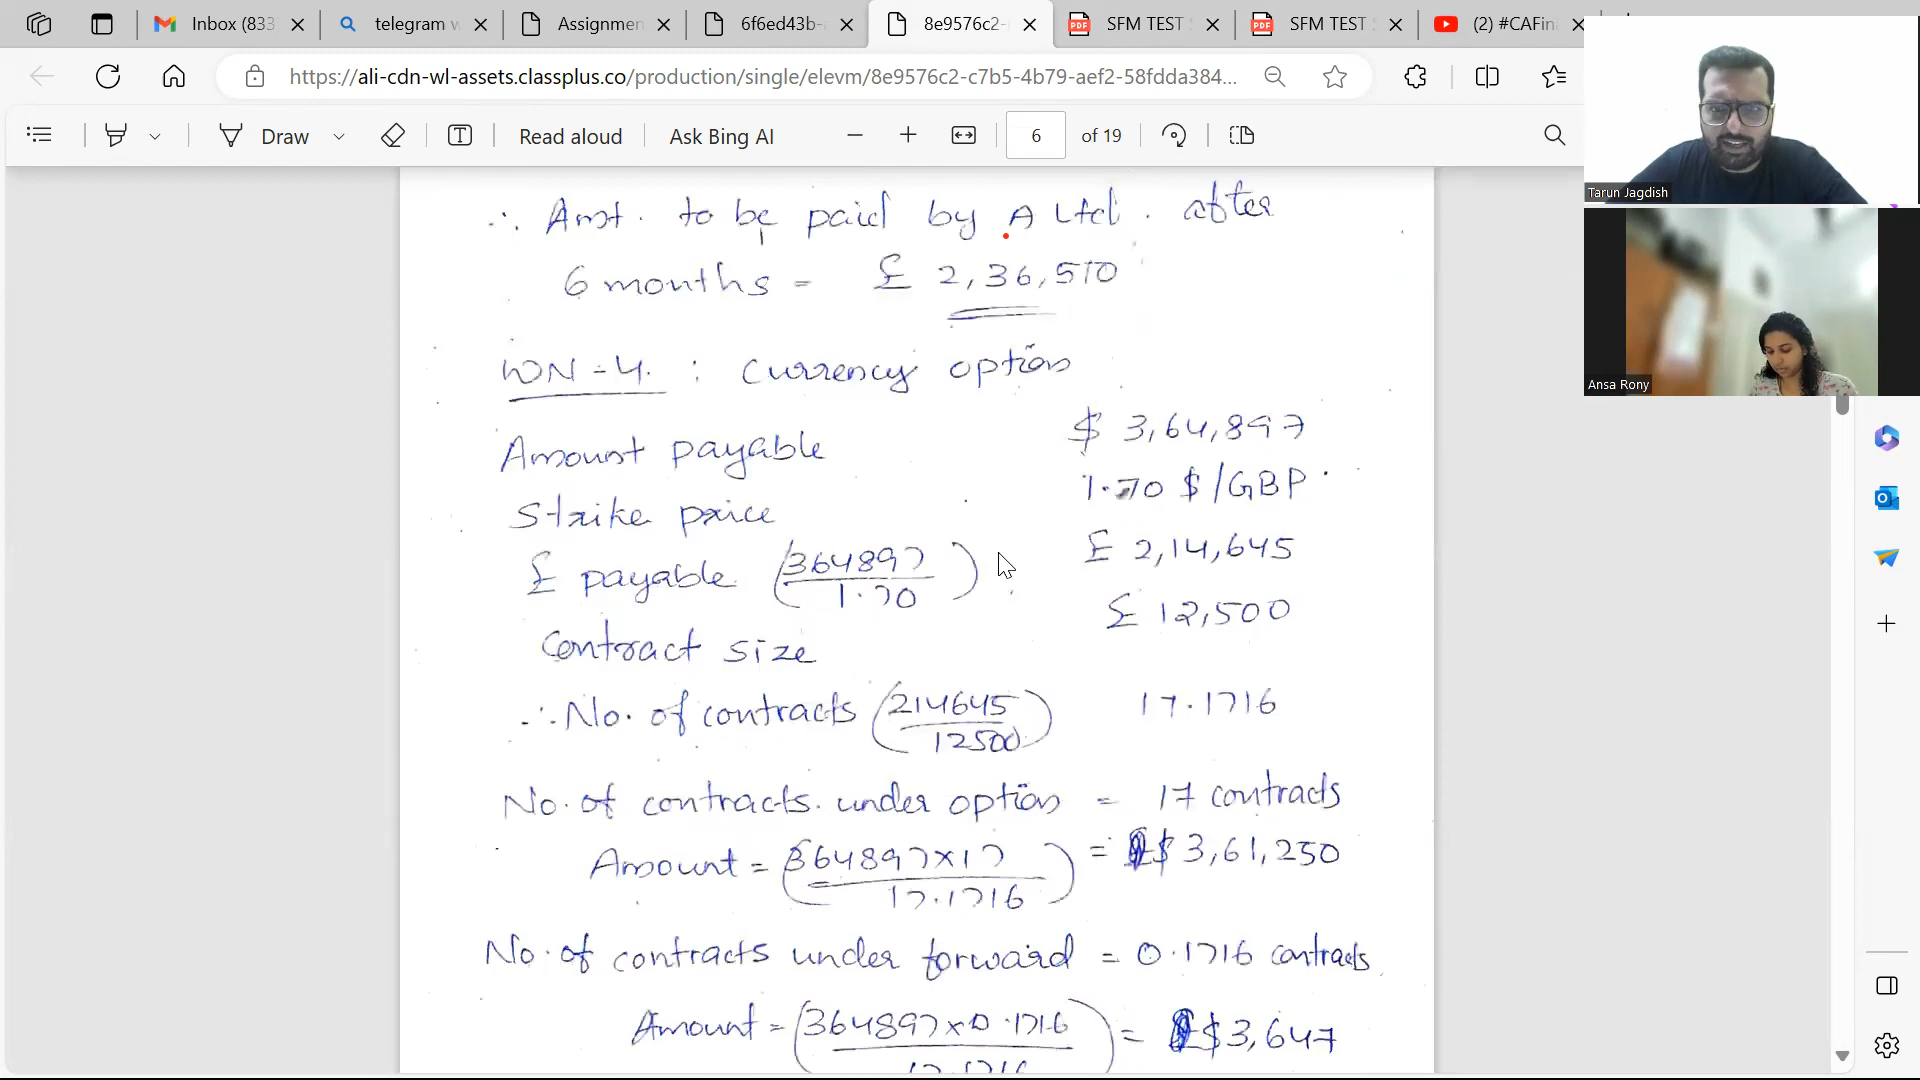 Inbox (833
telegram w
Assignmen
6f6ed43b-
8e9576c2-
SFM TEST
SFM TEST
(2) #CAFin
https://ali-cdn-wl-assets.classplus.co/production/single/elevm/8e9576c2-c7b5-4b79-aef2-58fdda384...
Draw
Read aloud
Ask Bing AI
6 of 19
Tarun Jagdish
Ansa Rony
∴ Amt. to be paid by A Ltd. after
6 months = £ 2,36,510
WN-4. : Currency option
Amount payable $ 3,64,897
Strike price 1.70 $/GBP
£ payable (364897/1.70) £ 2,14,645
Contract size £ 12,500
∴ No. of contracts (214645/12500) 17.1716
No. of contracts under option = 17 contracts
Amount = (364897×17/17.1716) = $ 3,61,250
No. of contracts under forward = 0.1716 contracts
Amount = (364897×0.1716/17.1716) = $3,647